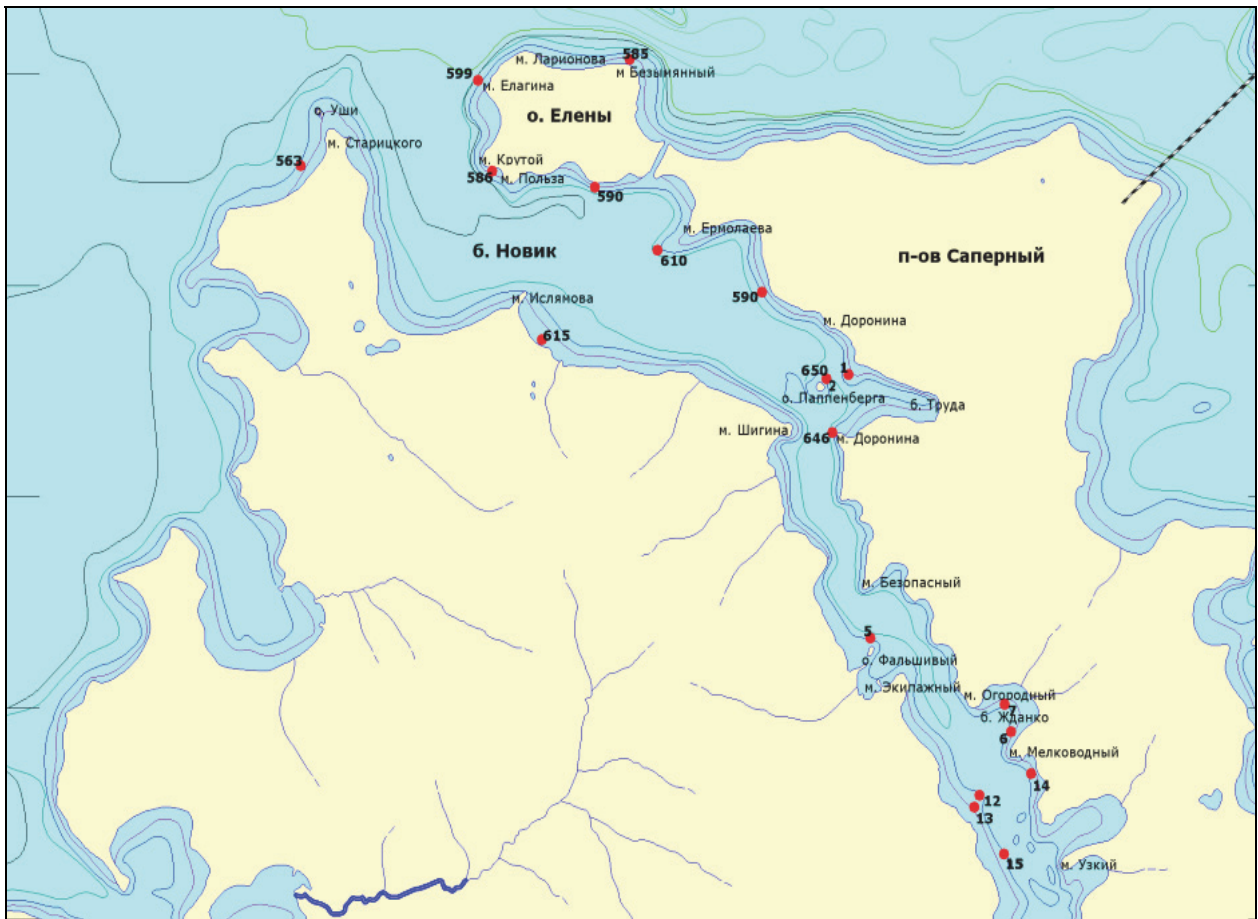 м. Ларионова
585
м Безымянный
599
м. Елагина
о. Елены
о. Уши
м. Старицкого
563
м. Крутой
586
м. Польза
590
м. Ермолаева
б. Новик
610
п-ов Саперный
590
м. Ислямова
м. Доронина
615
1
650
2
о. Лаппенберга
б. Труда
м. Шигина
646
м. Доронина
м. Безопасный
5
о. Фальшивый
м. Экипажный
м. Огородный
7
б. Жданко
6
м. Мелководный
14
12
13
15
м. Узкий